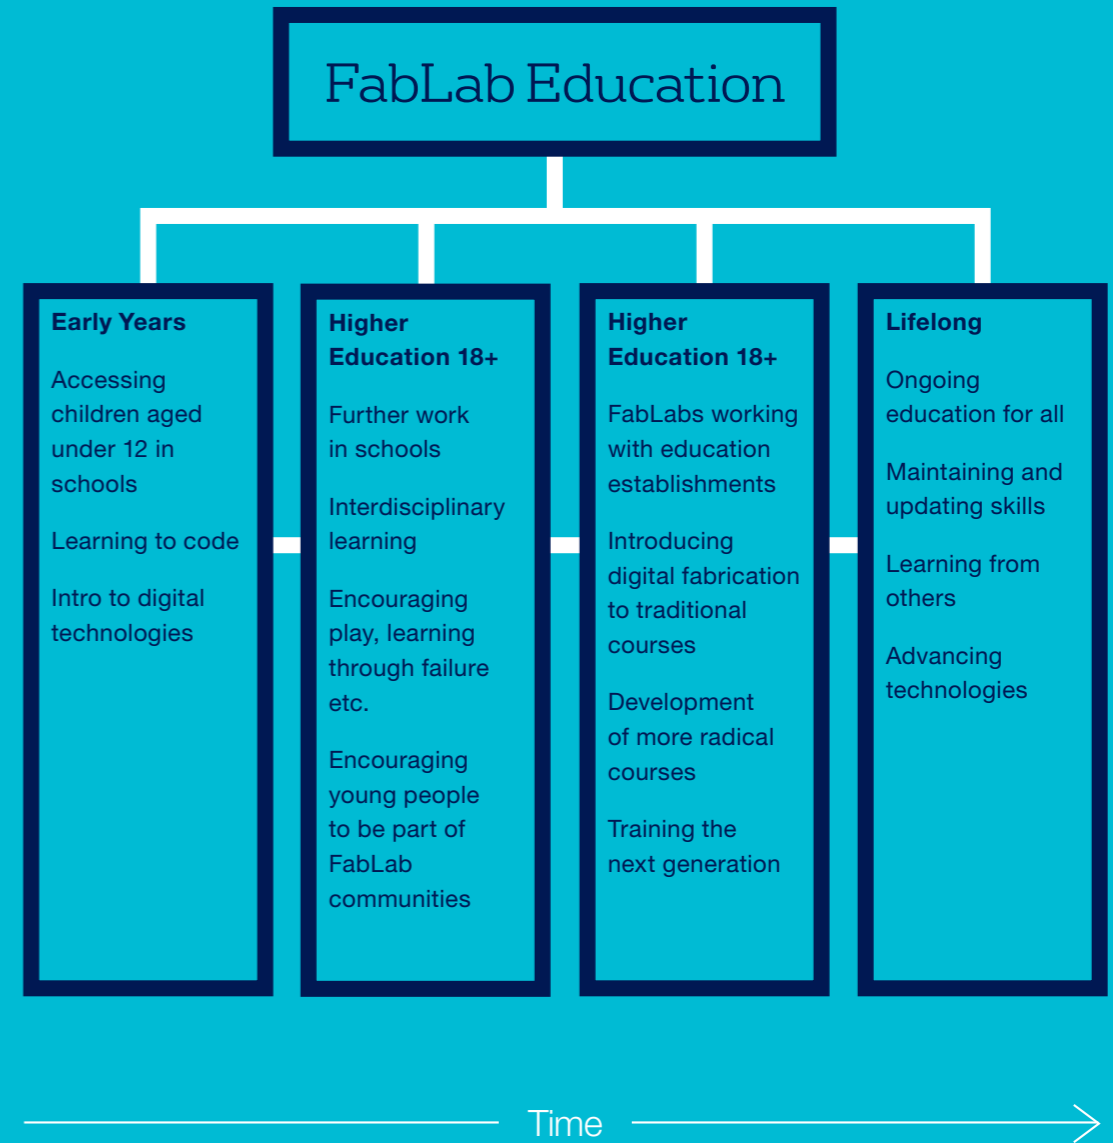 FabLab Education
Early Years
Accessing
children aged
under 12 in
schools
Learning to code
Intro to digital
technologies
Higher
Education 18+
Further work
in schools
Interdisciplinary
learning
Encouraging
play, learning
through failure
etc.
Encouraging
young people
to be part of
FabLab
communities
Higher
Education 18+
FabLabs working
with education
establishments
Introducing
digital fabrication
to traditional
courses
Development
of more radical
courses
Training the
next generation
Lifelong
Ongoing
education for all
Maintaining and
updating skills
Learning from
others
Advancing
technologies
Time